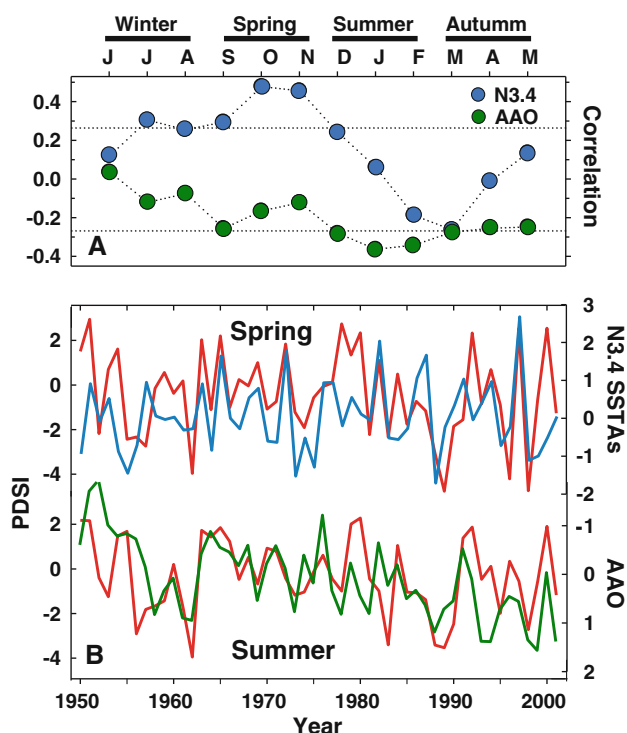 Winter Spring Summer Autumm
J J A S O N D J F M A M
0.4
0.2
0.0
-0.2
-0.4
N3.4
AAO
Correlation
A
Spring
2
0
-2
-4
3
2
1
0
-1
-2
N3.4 SSTAs
PDSI
2
0
-2
-4
-1
0
1
2
AAO
B
Summer
1950 1960 1970 1980 1990 2000
Year